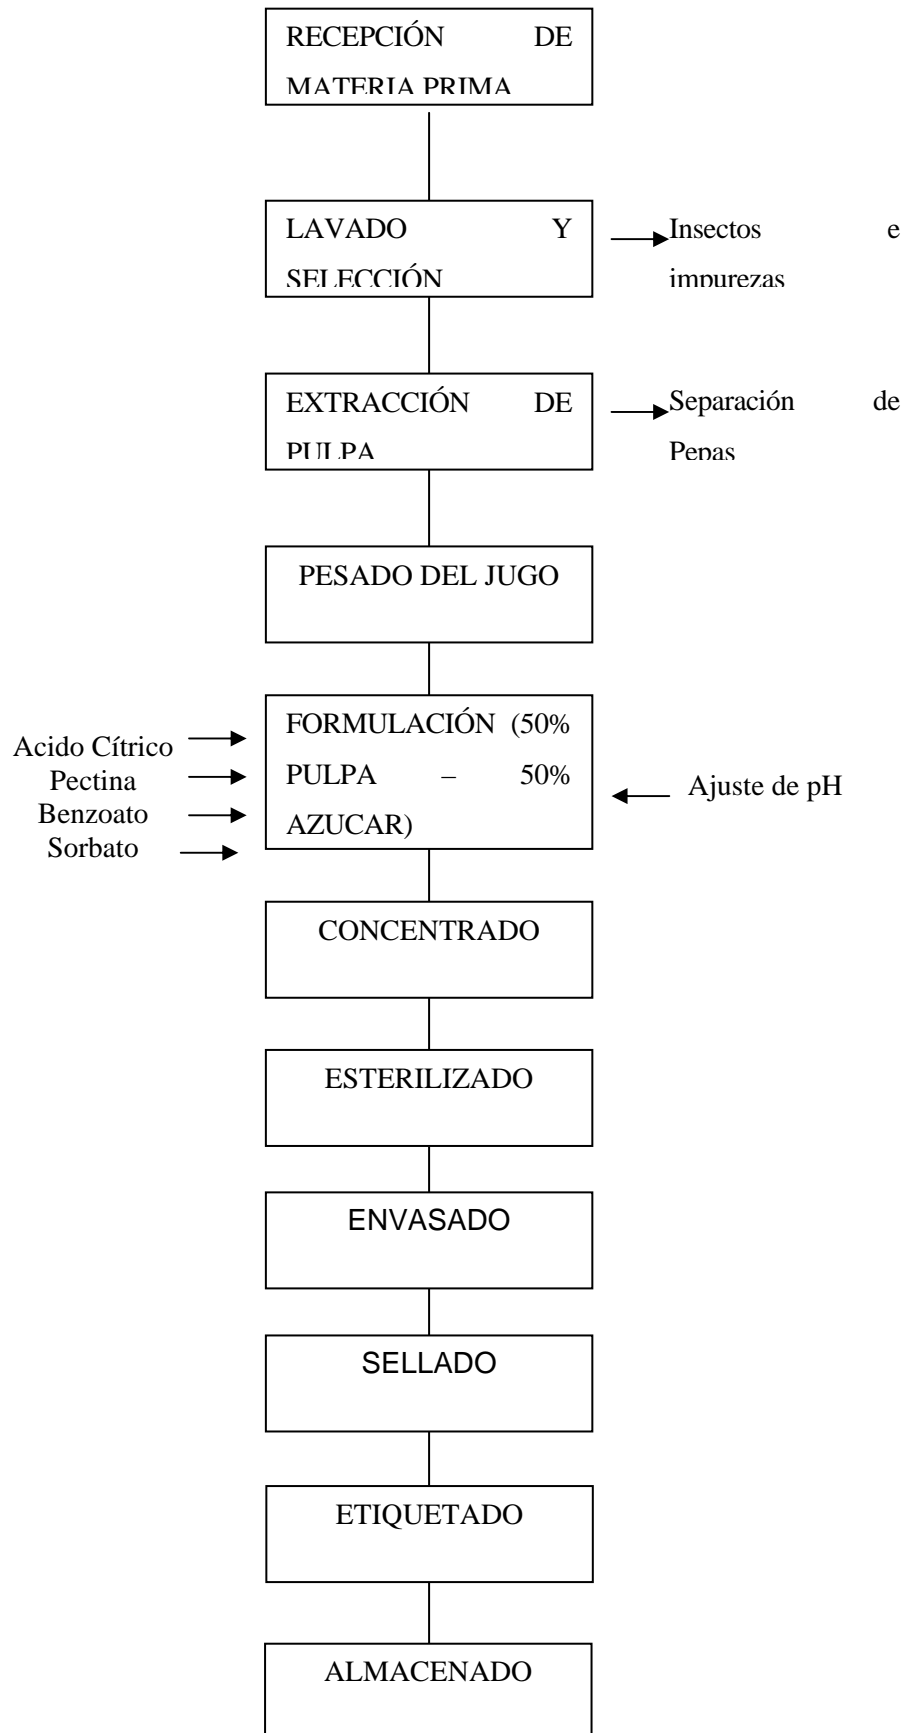 RECEPCIÓN DE
MATERIA PRIMA
LAVADO Y
SELECCIÓN
Insectos e
impurezas
EXTRACCIÓN DE
PULPA
Separación de
Pepas
PESADO DEL JUGO
Acido Cítrico
Pectina
Benzoato
Sorbato
FORMULACIÓN (50%
PULPA – 50%
AZUCAR)
Ajuste de pH
CONCENTRADO
ESTERILIZADO
ENVASADO
SELLADO
ETIQUETADO
ALMACENADO